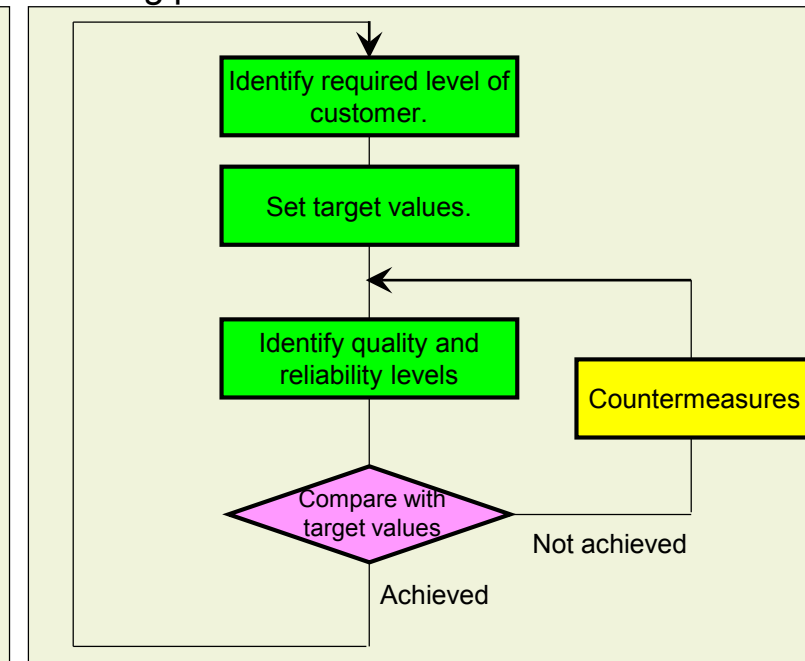 Identify required level of
customer.
Set target values.
Identify quality and
reliability levels
Countermeasures
Compare with
target values
Not achieved
Achieved